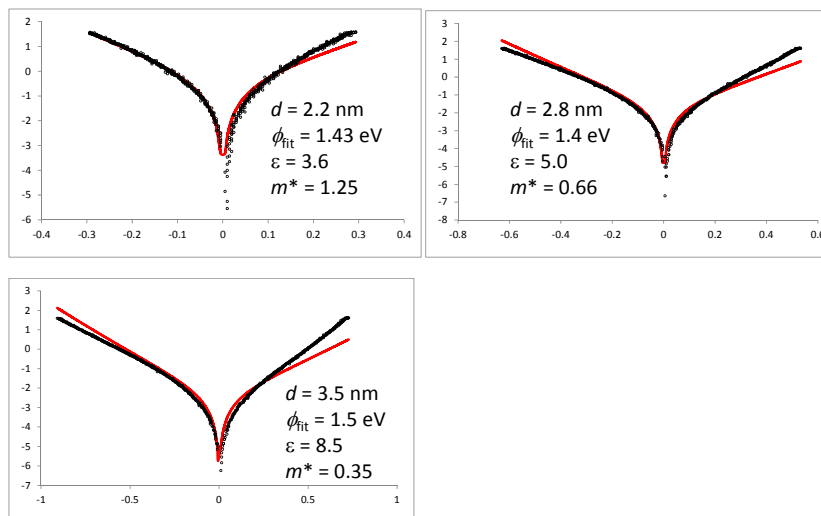 2
1
0
-1
-2
-3
-4
-5
-6
-0.4 -0.3 -0.2 -0.1 0 0.1 0.2 0.3 0.4
d = 2.2 nm
ϕfit = 1.43 eV
ε = 3.6
m* = 1.25
3
2
1
0
-1
-2
-3
-4
-5
-6
-7
-8
-0.8 -0.6 -0.4 -0.2 0 0.2 0.4 0.6
d = 2.8 nm
ϕfit = 1.4 eV
ε = 5.0
m* = 0.66
3
2
1
0
-1
-2
-3
-4
-5
-6
-7
-1 -0.5 0 0.5 1
d = 3.5 nm
ϕfit = 1.5 eV
ε = 8.5
m* = 0.35